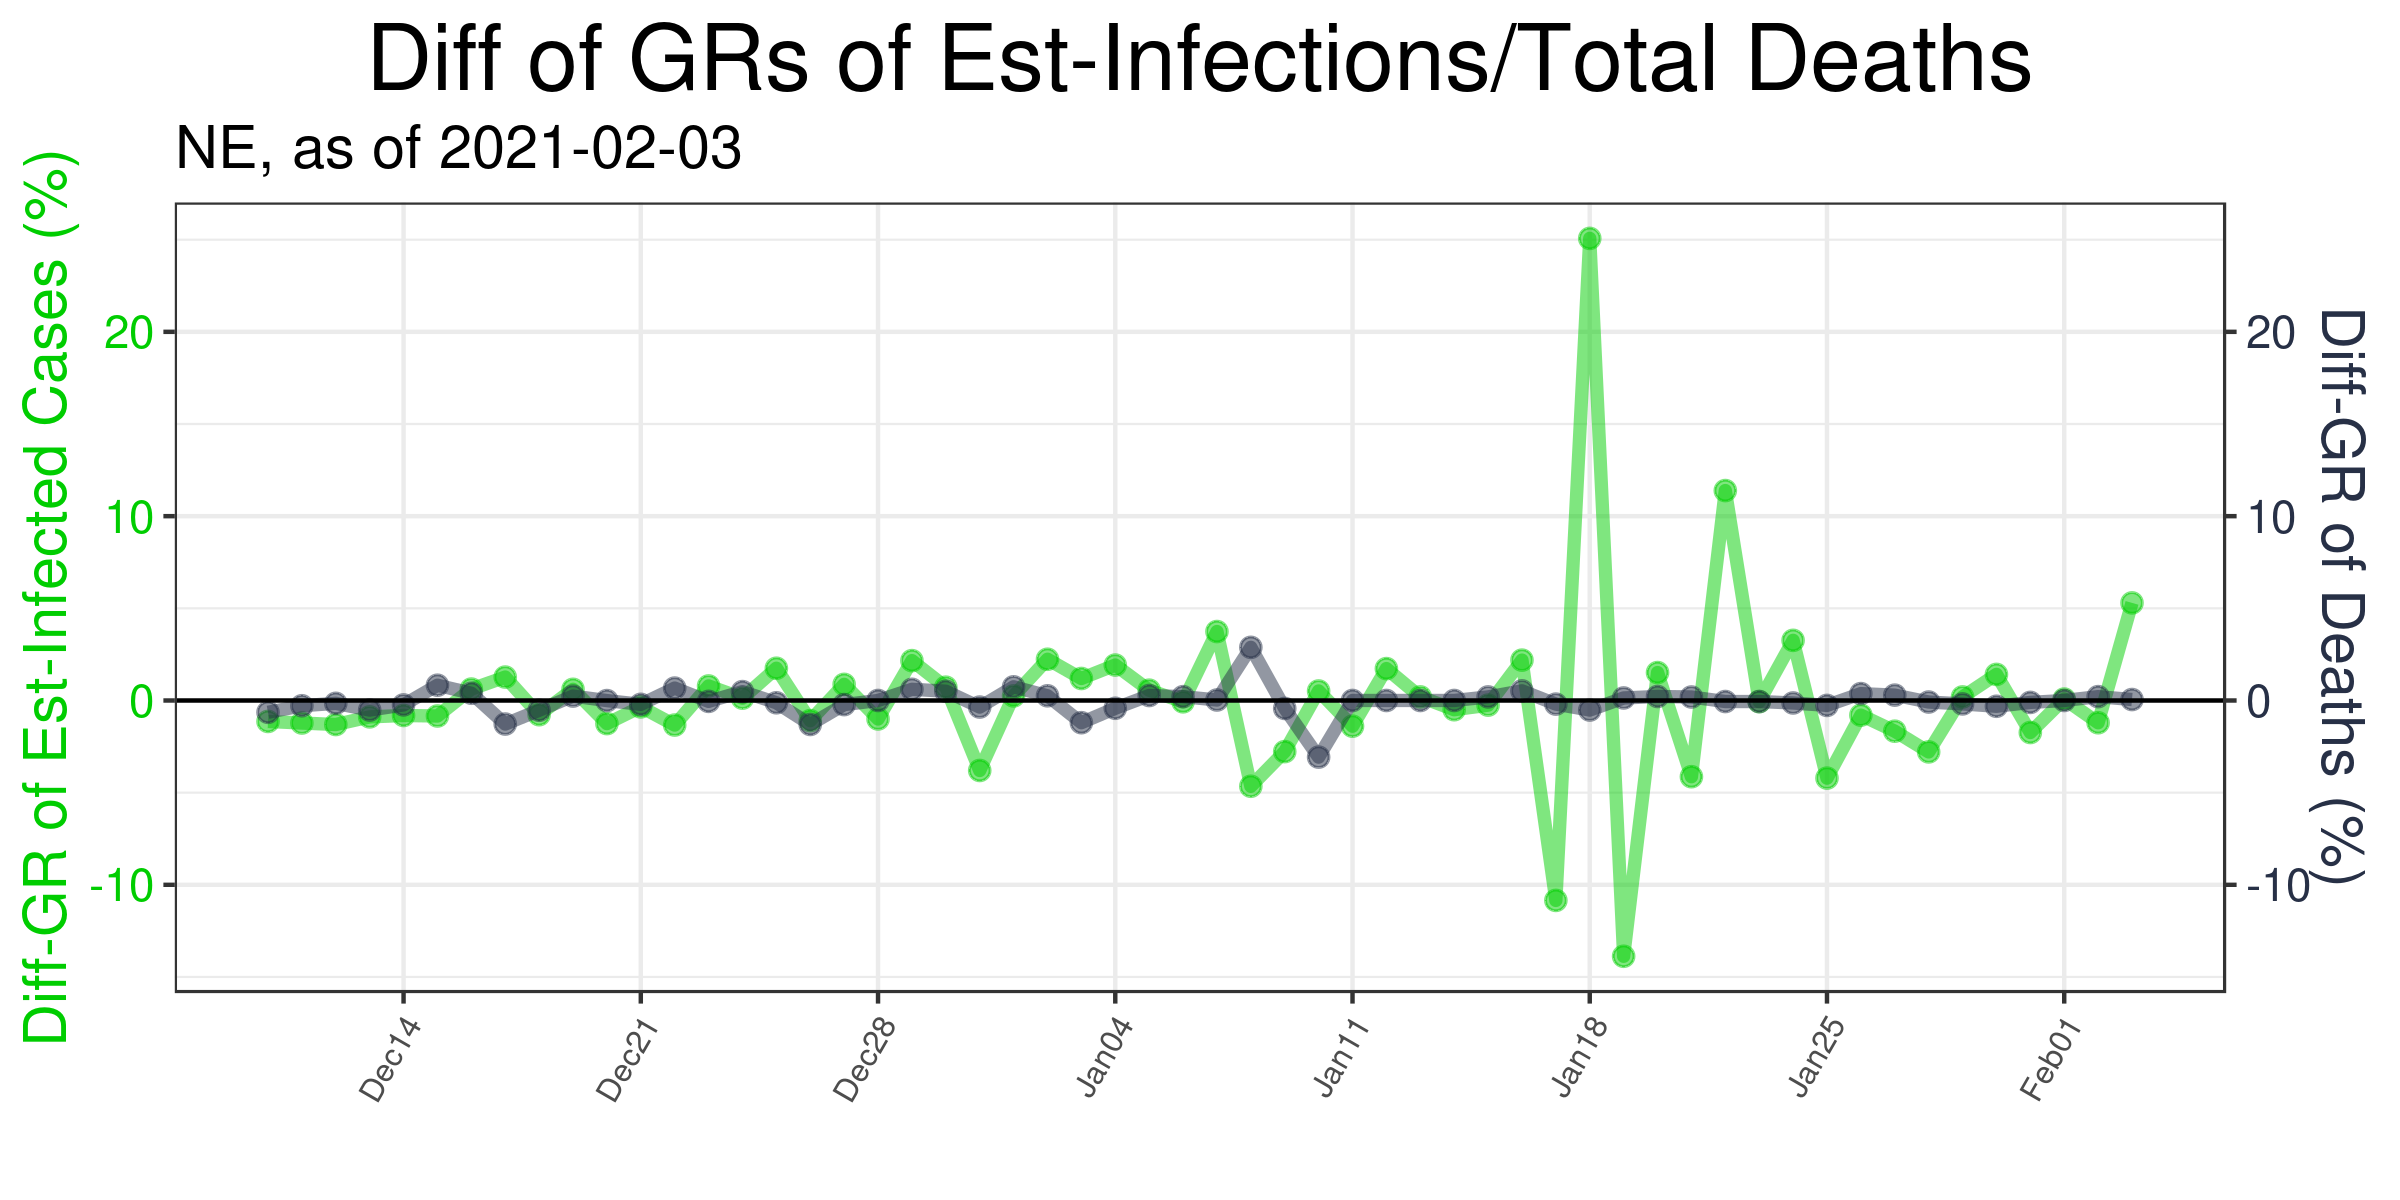 Diff of GRs of Est-Infections/Total Deaths
NE, as of 2021-02-03
Diff-GR of Est-Infected Cases (%)
20
10
0
-10
20
10
0
-10
Diff-GR of Deaths (%)
Dec14
Dec21
Dec28
Jan04
Jan11
Jan18
Jan25
Feb01